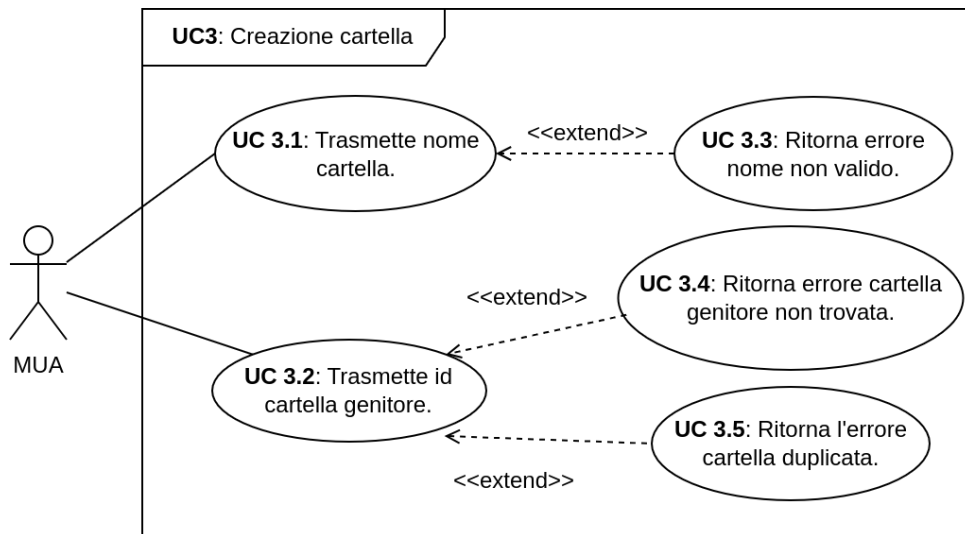 UC3: Creazione cartella
UC 3.1: Trasmette nome
cartella.
<<extend>>
UC 3.3: Ritorna errore
nome non valido.
MUA
<<extend>>
UC 3.4: Ritorna errore cartella
genitore non trovata.
UC 3.2: Trasmette id
cartella genitore.
<<extend>>
UC 3.5: Ritorna l'errore
cartella duplicata.